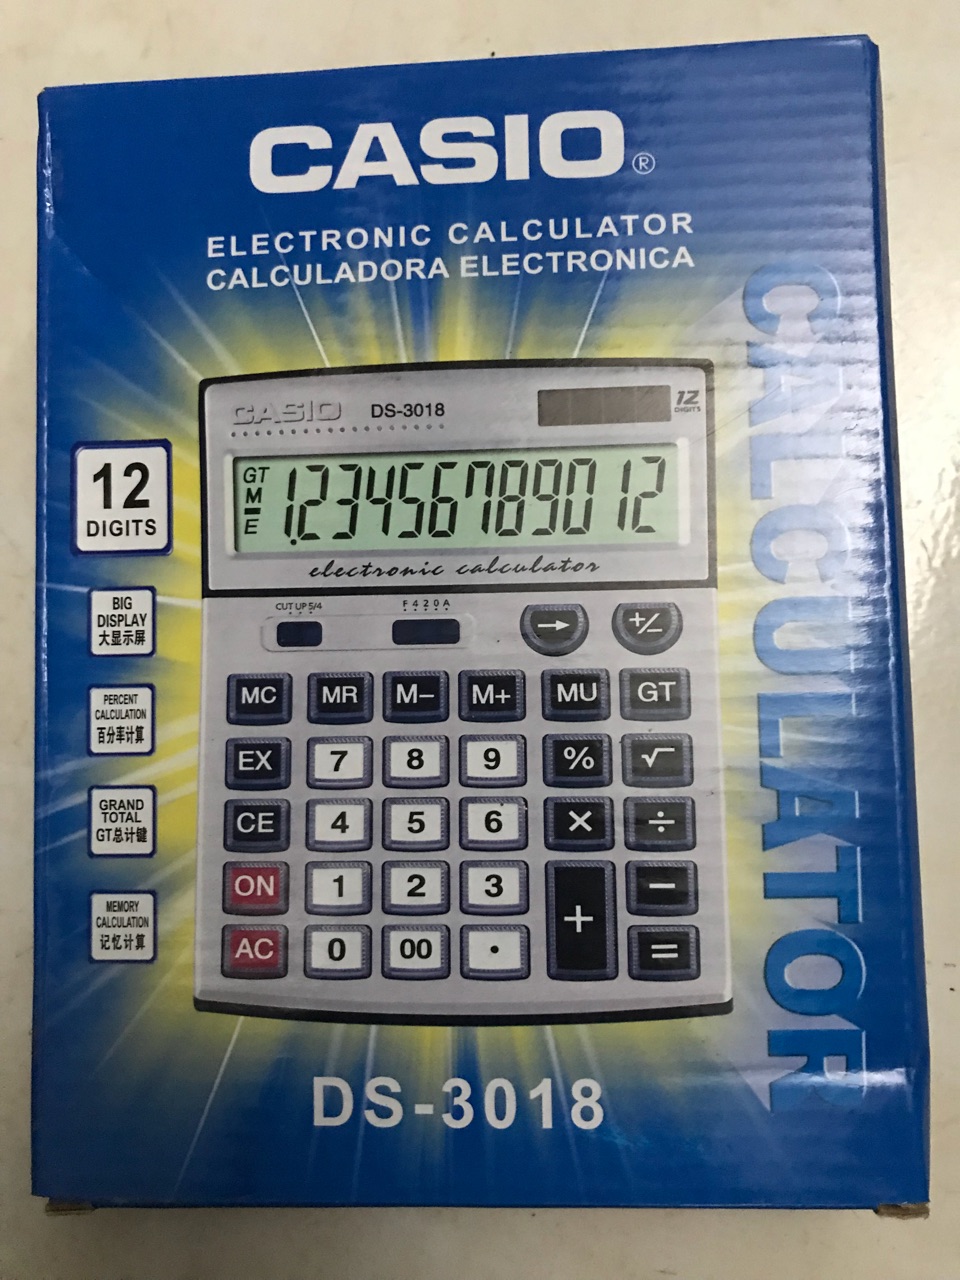 CASIO®
ELECTRONIC CALCULATOR
CALCULADORA ELECTRONICA
CALCULATOR
CASIO DS-3018
12
DIGITS
GT
M
E
1.23456789012
electronic calculator
CUT UP 5/4
F 4 2 0 A
→ +/−
MC MR M− M+ MU GT
EX 7 8 9 % √
CE 4 5 6 × ÷
ON 1 2 3 + −
AC 0 00 · =
12
DIGITS
BIG
DISPLAY
大显示屏
PERCENT
CALCULATION
百分率计算
GRAND
TOTAL
GT总计键
MEMORY
CALCULATION
记忆计算
DS-3018